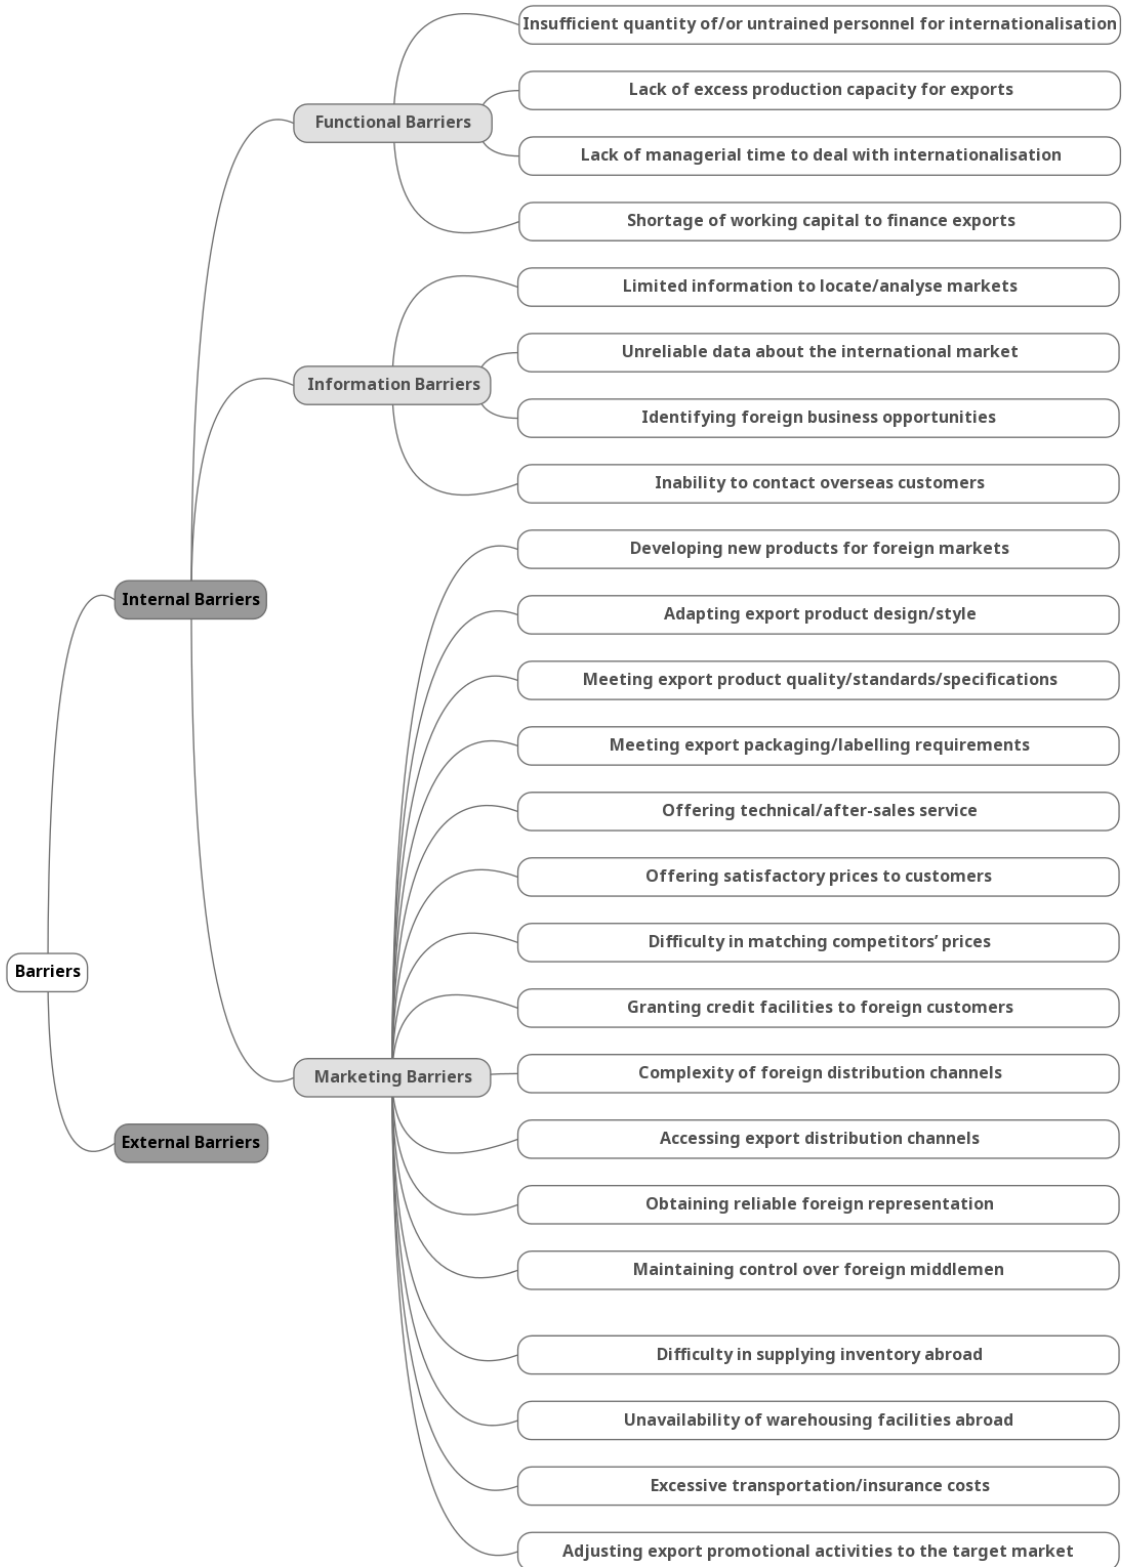 Barriers
Internal Barriers
Functional Barriers
Insufficient quantity of/or untrained personnel for internationalisation
Lack of excess production capacity for exports
Lack of managerial time to deal with internationalisation
Shortage of working capital to finance exports
Information Barriers
Limited information to locate/analyse markets
Unreliable data about the international market
Identifying foreign business opportunities
Inability to contact overseas customers
Marketing Barriers
Developing new products for foreign markets
Adapting export product design/style
Meeting export product quality/standards/specifications
Meeting export packaging/labelling requirements
Offering technical/after-sales service
Offering satisfactory prices to customers
Difficulty in matching competitors’ prices
Granting credit facilities to foreign customers
Complexity of foreign distribution channels
Accessing export distribution channels
Obtaining reliable foreign representation
Maintaining control over foreign middlemen
Difficulty in supplying inventory abroad
Unavailability of warehousing facilities abroad
Excessive transportation/insurance costs
Adjusting export promotional activities to the target market
External Barriers